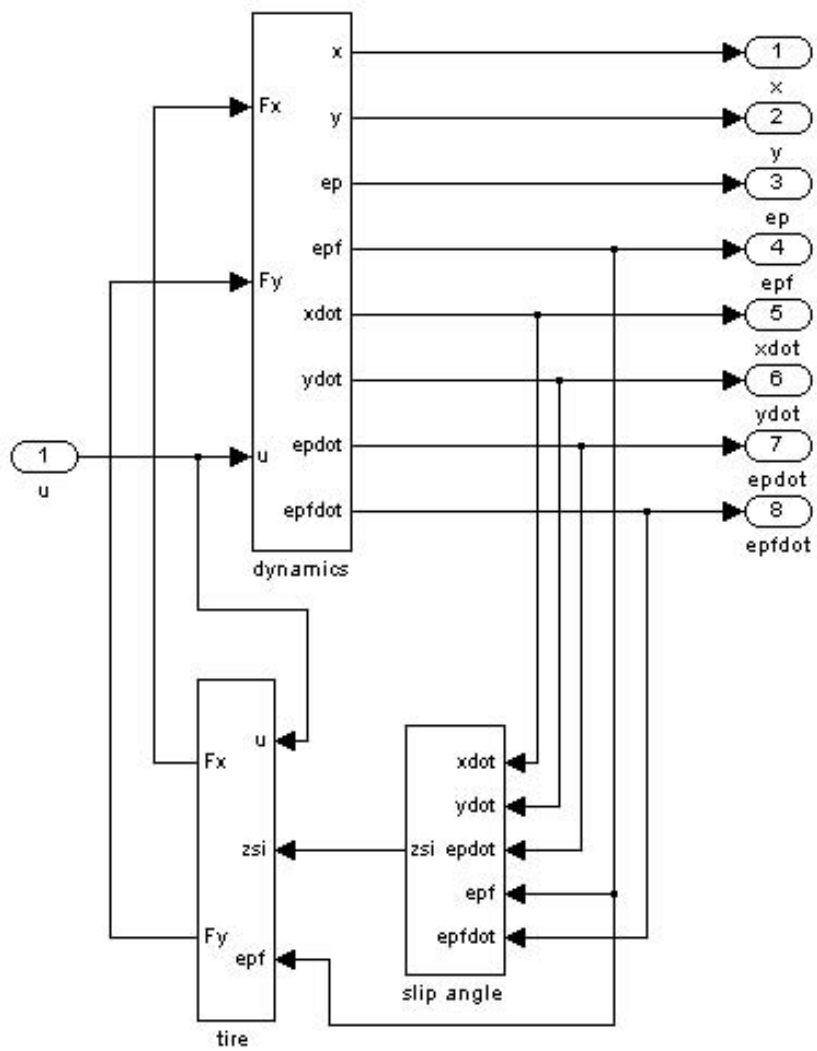 x
1
x
Fx
y
2
y
ep
3
ep
epf
4
epf
Fy
xdot
5
xdot
ydot
6
ydot
1
u
u
epdot
7
epdot
epfdot
8
epfdot
dynamics
u
Fx
zsi
Fy
epf
tire
xdot
ydot
zsi epdot
epf
epfdot
slip angle